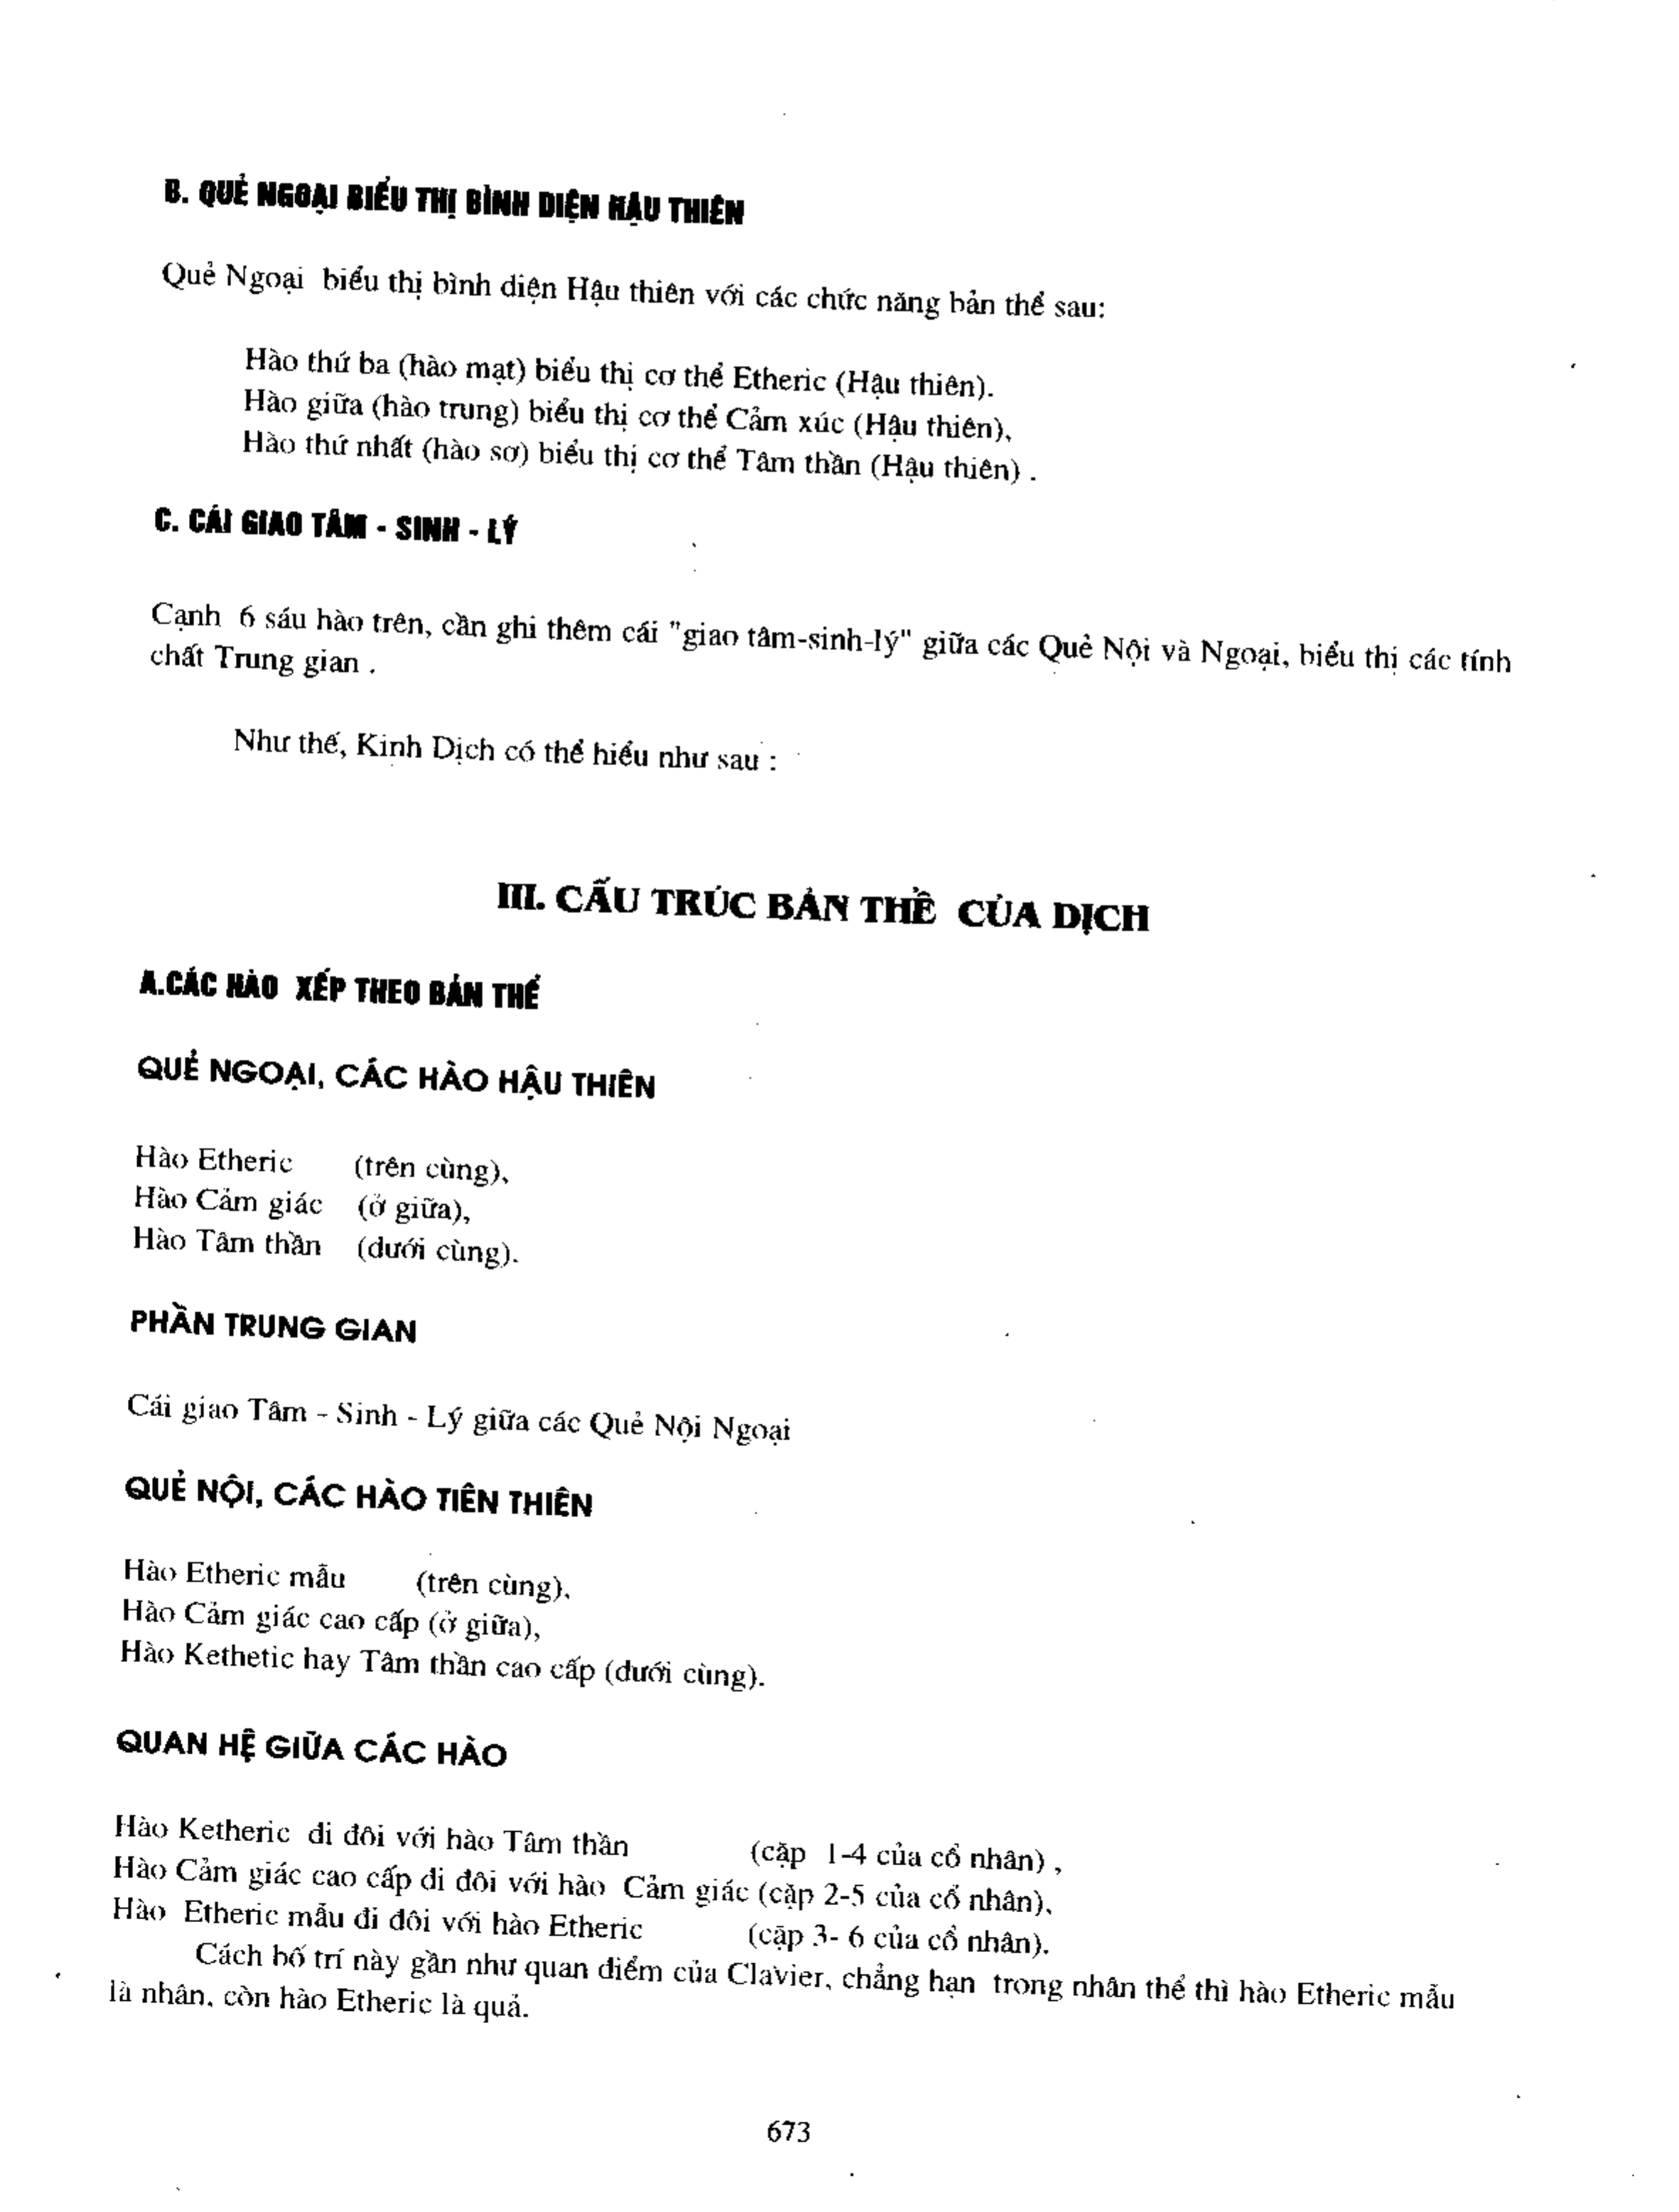 B. QUẺ NGOẠI BIỂU THỊ BÌNH DIỆN HẬU THIÊN
Quẻ Ngoại biểu thị bình diện Hậu thiên với các chức năng bản thể sau:
Hào thứ ba (hào mạt) biểu thị cơ thể Etheric (Hậu thiên).
Hào giữa (hào trung) biểu thị cơ thể Cảm xúc (Hậu thiên),
Hào thứ nhất (hào sơ) biểu thị cơ thể Tâm thần (Hậu thiên) .
C. CÁI GIAO TÂM - SINH - LÝ
Cạnh 6 sáu hào trên, cần ghi thêm cái "giao tâm-sinh-lý" giữa các Quẻ Nội và Ngoại, biểu thị các tính
chất Trung gian .
Như thế, Kinh Dịch có thể hiểu như sau :
III. CẤU TRÚC BẢN THỀ CỦA DỊCH
A.CÁC HÀO XẾP THEO BẢN THỂ
QUẺ NGOẠI, CÁC HÀO HẬU THIÊN
Hào Etheric (trên cùng),
Hào Cảm giác (ở giữa),
Hào Tâm thần (dưới cùng).
PHẦN TRUNG GIAN
Cái giao Tâm - Sinh - Lý giữa các Quẻ Nội Ngoại
QUẺ NỘI, CÁC HÀO TIÊN THIÊN
Hào Etheric mẫu (trên cùng),
Hào Cảm giác cao cấp (ở giữa),
Hào Kethetic hay Tâm thần cao cấp (dưới cùng).
QUAN HỆ GIỮA CÁC HÀO
Hào Ketheric đi đôi với hào Tâm thần (cặp 1-4 của cổ nhân) ,
Hào Cảm giác cao cấp đi đôi với hào Cảm giác (cặp 2-5 của cổ nhân),
Hào Etheric mẫu đi đôi với hào Etheric (cặp 3- 6 của cổ nhân).
Cách bố trí này gần như quan điểm của Clavier, chẳng hạn trong nhân thể thì hào Etheric mẫu
là nhân, còn hào Etheric là quả.
673